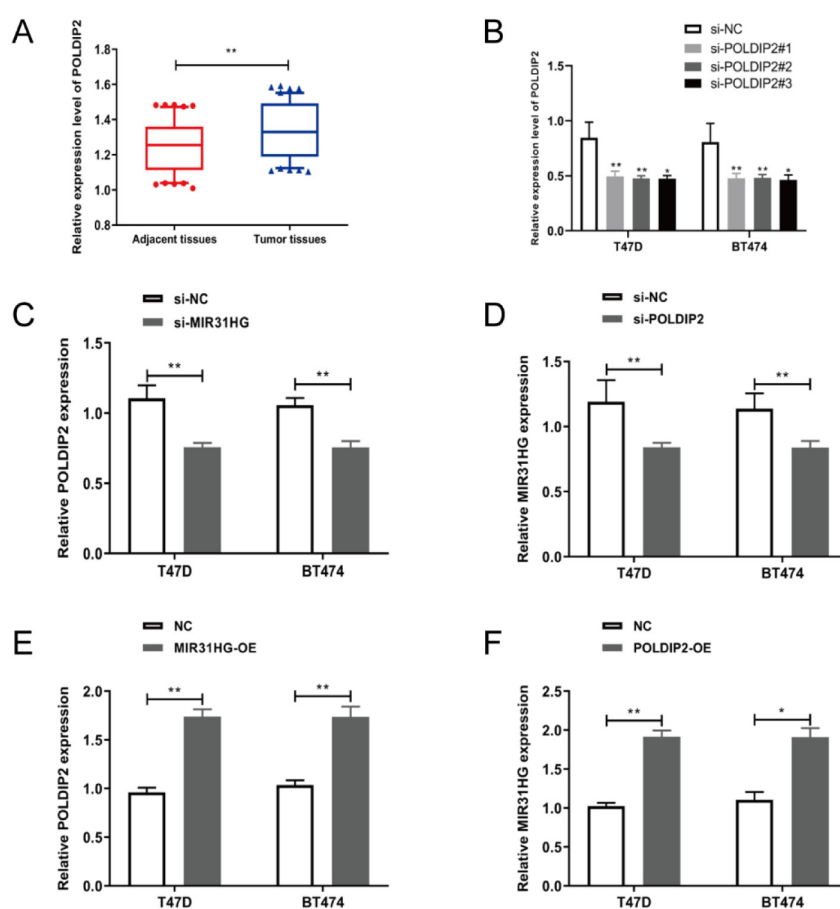 A
Relative expression level of POLDIP2
1.8
1.6
1.4
1.2
1.0
0.8
**
Adjacent tissues
Tumor tissues
B
si-NC
si-POLDIP2#1
si-POLDIP2#2
si-POLDIP2#3
Relative expression level of POLDIP2
1.5
1.0
0.5
0.0
** ** *
** ** *
T47D
BT474
C
si-NC
si-MIR31HG
Relative POLDIP2 expression
1.5
1.0
0.5
0.0
**
**
T47D
BT474
D
si-NC
si-POLDIP2
Relative MIR31HG expression
1.5
1.0
0.5
0.0
**
**
T47D
BT474
E
NC
MIR31HG-OE
Relative POLDIP2 expression
2.0
1.5
1.0
0.5
0.0
**
**
T47D
BT474
F
NC
POLDIP2-OE
Relative MIR31HG expression
2.5
2.0
1.5
1.0
0.5
0.0
**
*
T47D
BT474